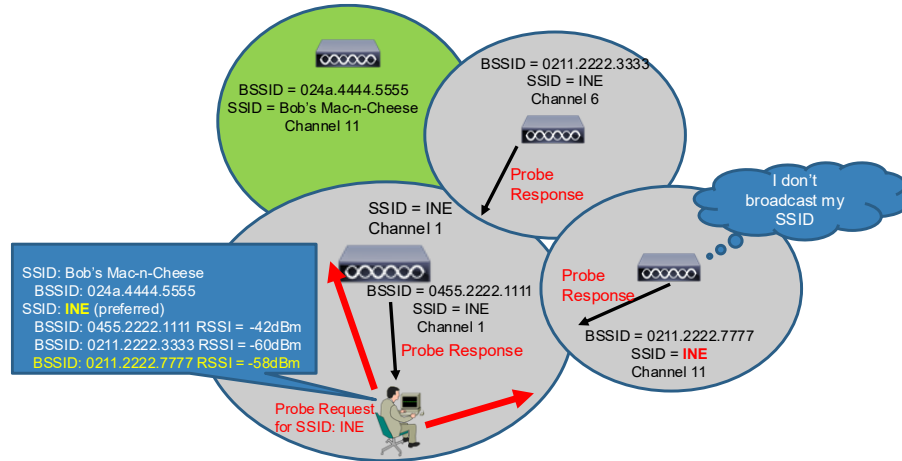 BSSID = 024a.4444.5555
SSID = Bob's Mac-n-Cheese
Channel 11
BSSID = 0211.2222.3333
SSID = INE
Channel 6
Probe
Response
I don't
broadcast my
SSID
SSID = INE
Channel 1
BSSID = 0455.2222.1111
SSID = INE
Channel 1
Probe Response
Probe
Response
BSSID = 0211.2222.7777
SSID = INE
Channel 11
SSID: Bob's Mac-n-Cheese
BSSID: 024a.4444.5555
SSID: INE (preferred)
BSSID: 0455.2222.1111 RSSI = -42dBm
BSSID: 0211.2222.3333 RSSI = -60dBm
BSSID: 0211.2222.7777 RSSI = -58dBm
Probe Request
for SSID: INE